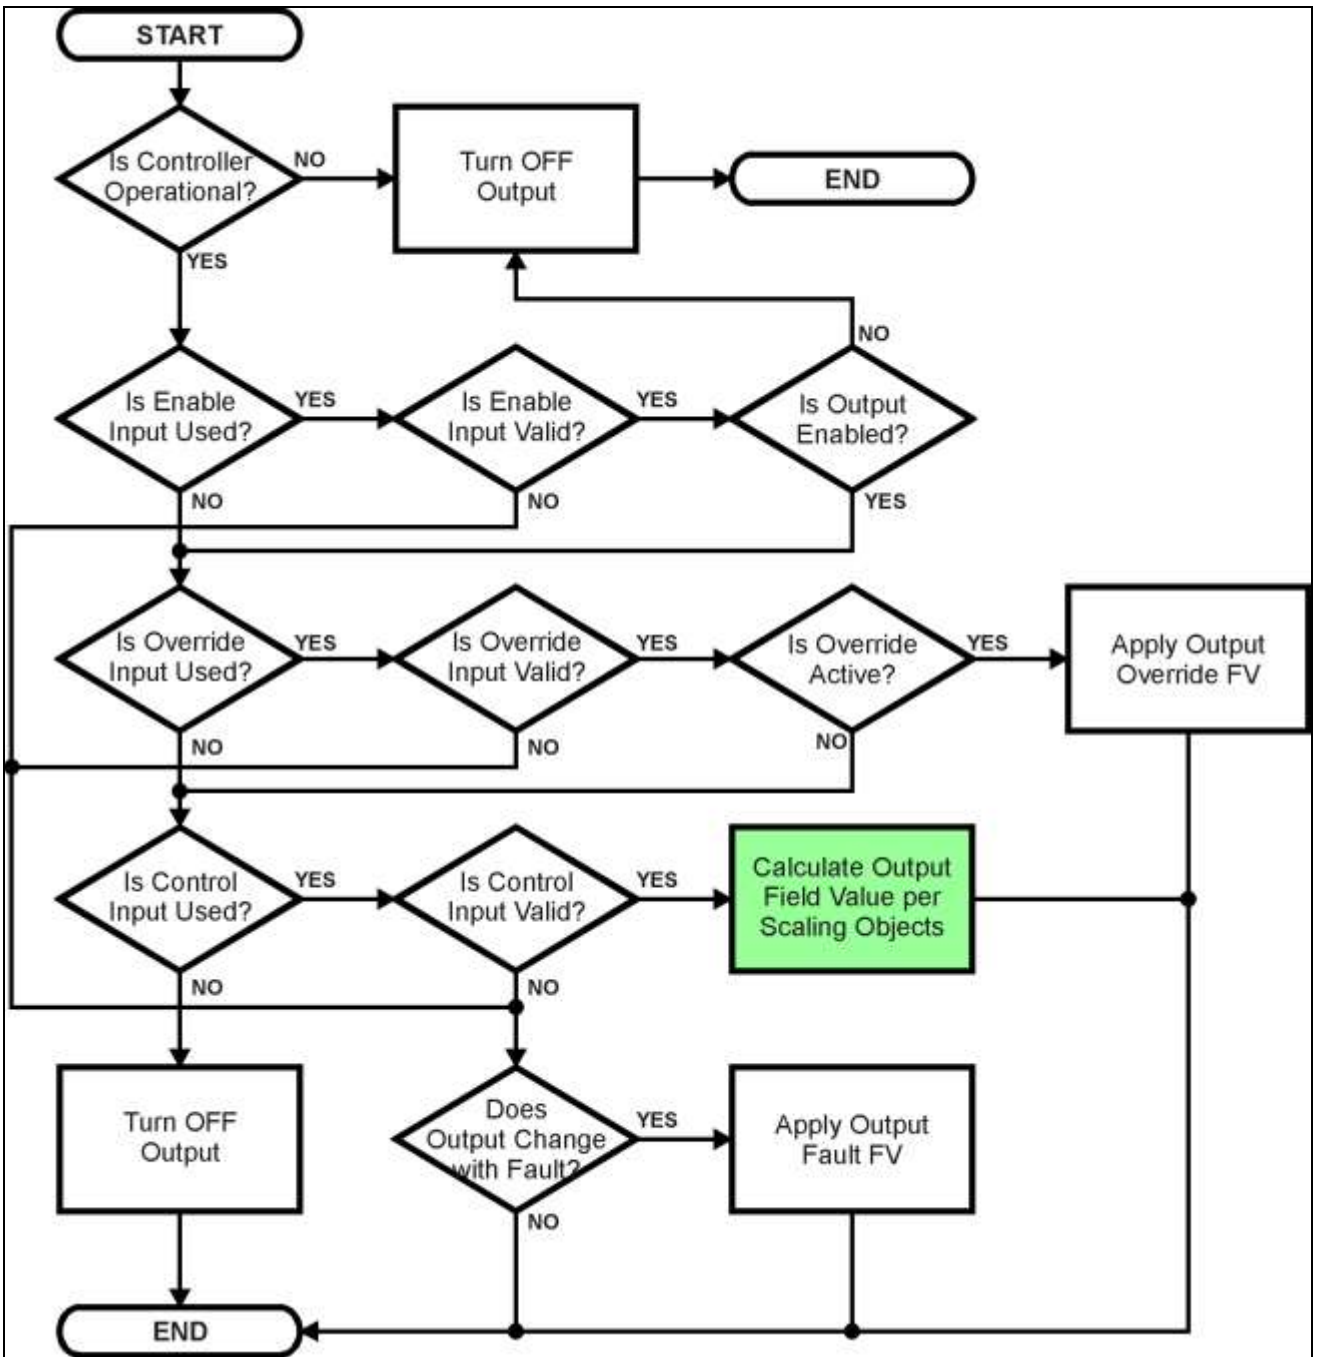 START
Is Controller
Operational?
NO
Turn OFF
Output
END
YES
NO
Is Enable
Input Used?
YES
Is Enable
Input Valid?
YES
Is Output
Enabled?
NO
NO
YES
Is Override
Input Used?
YES
Is Override
Input Valid?
YES
Is Override
Active?
YES
Apply Output
Override FV
NO
NO
NO
Is Control
Input Used?
YES
Is Control
Input Valid?
YES
Calculate Output
Field Value per
Scaling Objects
NO
NO
Turn OFF
Output
Does
Output Change
with Fault?
YES
Apply Output
Fault FV
NO
END